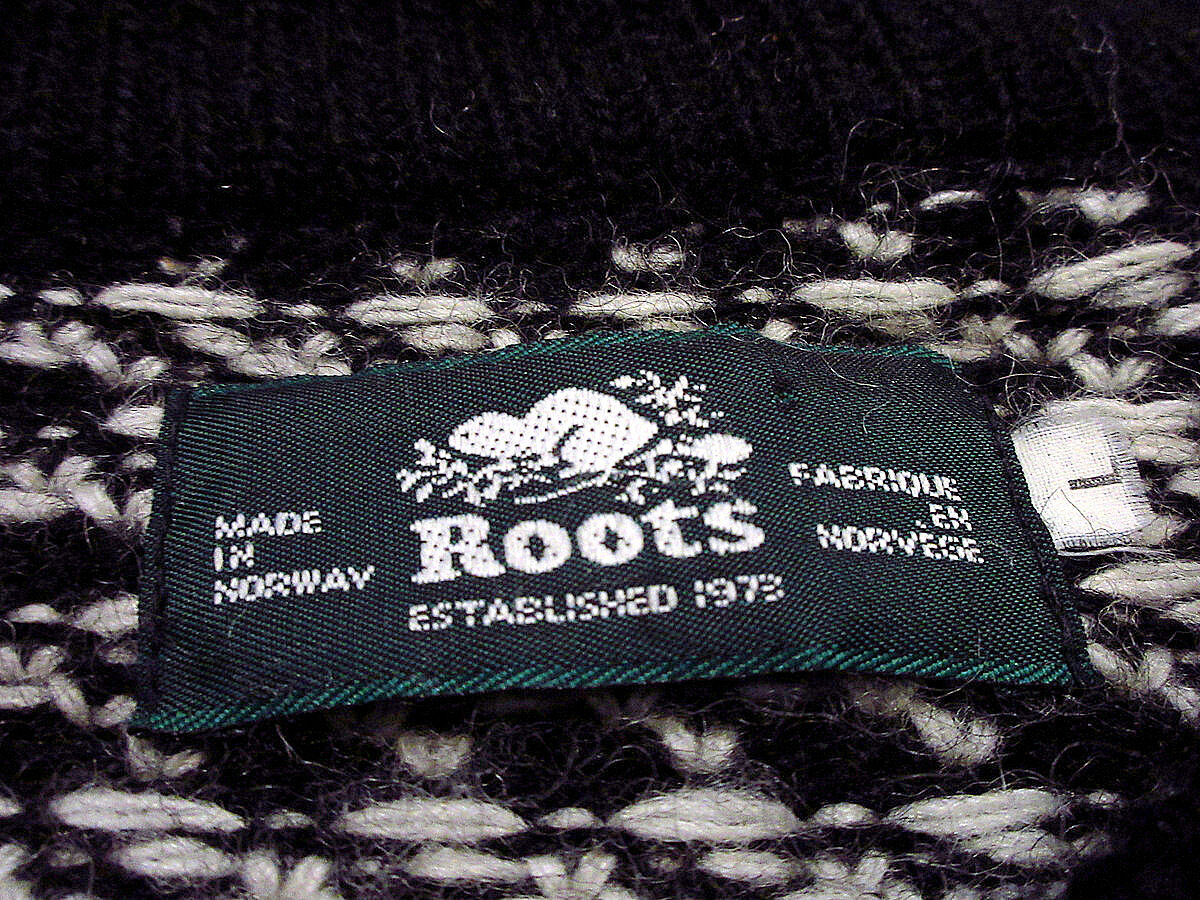 MADE
IN
NORWAY
Roots
ESTABLISHED 1973
FABRIQUE
EN
NORVEGE
L